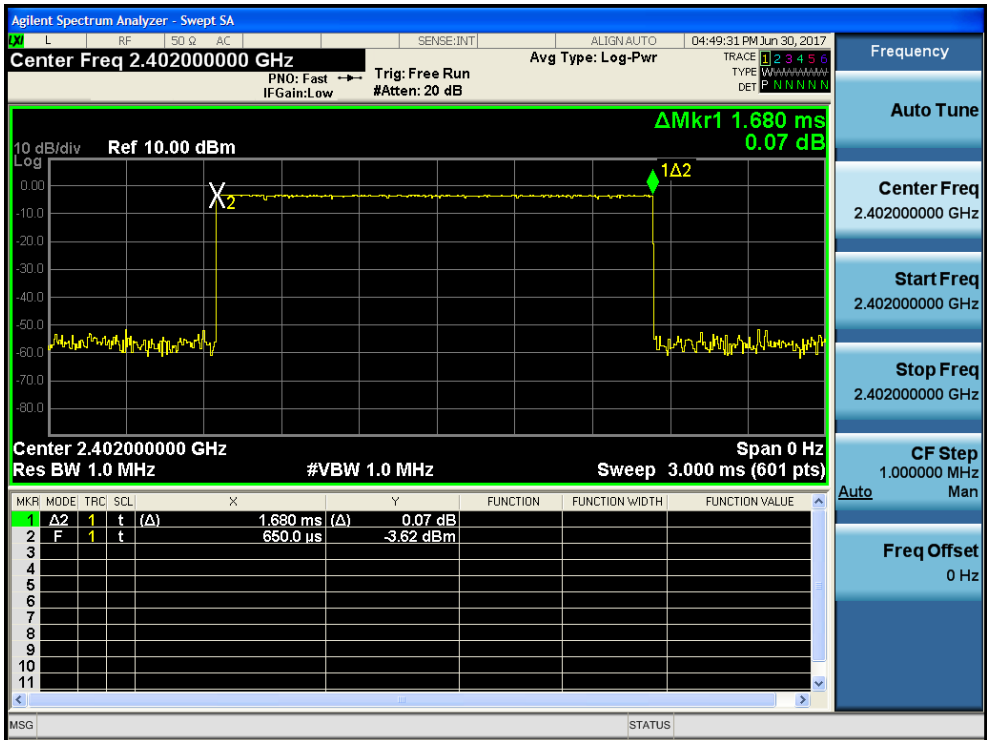 Agilent Spectrum Analyzer - Swept SA
LXI L RF 50 Ω AC SENSE:INT ALIGN AUTO 04:49:31 PM Jun 30, 2017
Center Freq 2.402000000 GHz
PNO: Fast Trig: Free Run Avg Type: Log-Pwr
IFGain:Low #Atten: 20 dB
TRACE 1 2 3 4 5 6
TYPE WWWWWW
DET P N N N N N
ΔMkr1 1.680 ms
0.07 dB
10 dB/div Ref 10.00 dBm
Log
1Δ2
0.00
2
-10.0
-20.0
-30.0
-40.0
-50.0
-60.0
-70.0
-80.0
Center 2.402000000 GHz Span 0 Hz
Res BW 1.0 MHz #VBW 1.0 MHz Sweep 3.000 ms (601 pts)
MKR MODE TRC SCL X Y FUNCTION FUNCTION WIDTH FUNCTION VALUE
1 Δ2 1 t (Δ) 1.680 ms (Δ) 0.07 dB
2 F 1 t 650.0 µs -3.62 dBm
3
4
5
6
7
8
9
10
11
MSG STATUS
Frequency
Auto Tune
Center Freq
2.402000000 GHz
Start Freq
2.402000000 GHz
Stop Freq
2.402000000 GHz
CF Step
1.000000 MHz
Auto Man
Freq Offset
0 Hz